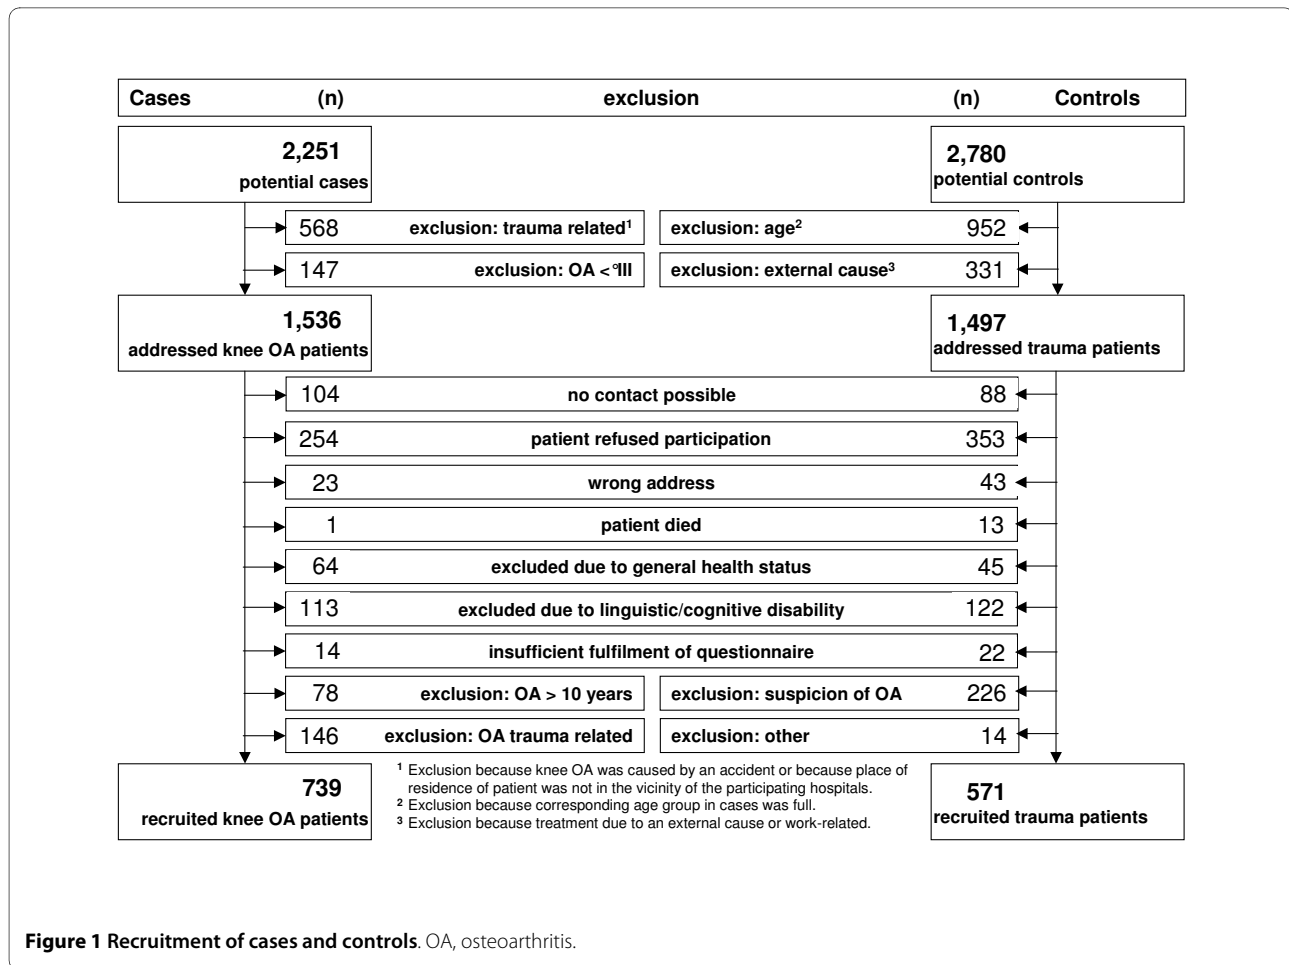 Cases (n) exclusion (n) Controls
2,251
potential cases
2,780
potential controls
568 exclusion: trauma related¹
exclusion: age² 952
147 exclusion: OA <°III
exclusion: external cause³ 331
1,536
addressed knee OA patients
1,497
addressed trauma patients
104 no contact possible 88
254 patient refused participation 353
23 wrong address 43
1 patient died 13
64 excluded due to general health status 45
113 excluded due to linguistic/cognitive disability 122
14 insufficient fulfilment of questionnaire 22
78 exclusion: OA > 10 years
exclusion: suspicion of OA 226
146 exclusion: OA trauma related
exclusion: other 14
739
recruited knee OA patients
¹ Exclusion because knee OA was caused by an accident or because place of
residence of patient was not in the vicinity of the participating hospitals.
² Exclusion because corresponding age group in cases was full.
³ Exclusion because treatment due to an external cause or work-related.
571
recruited trauma patients
Figure 1 Recruitment of cases and controls. OA, osteoarthritis.